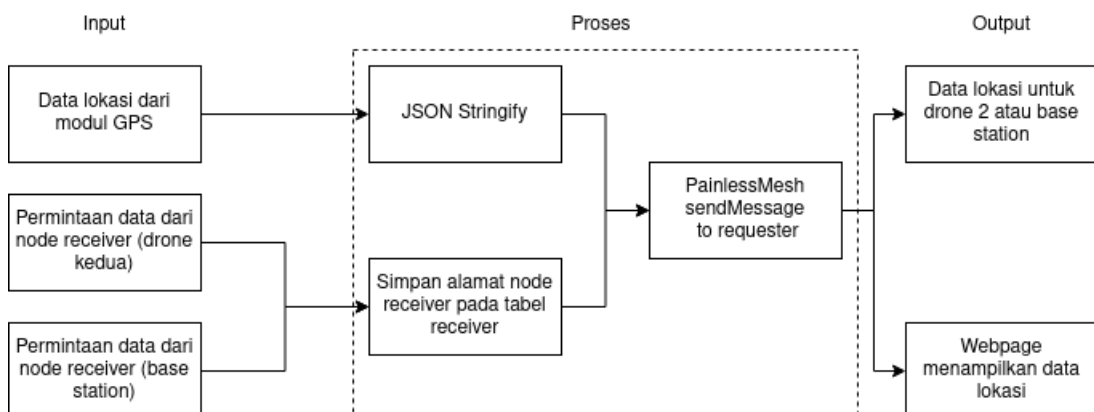 Input
Proses
Output
Data lokasi dari
modul GPS
JSON Stringify
Data lokasi untuk
drone 2 atau base
station
Permintaan data dari
node receiver (drone
kedua)
PainlessMesh
sendMessage
to requester
Simpan alamat node
receiver pada tabel
receiver
Permintaan data dari
node receiver (base
station)
Webpage
menampilkan data
lokasi